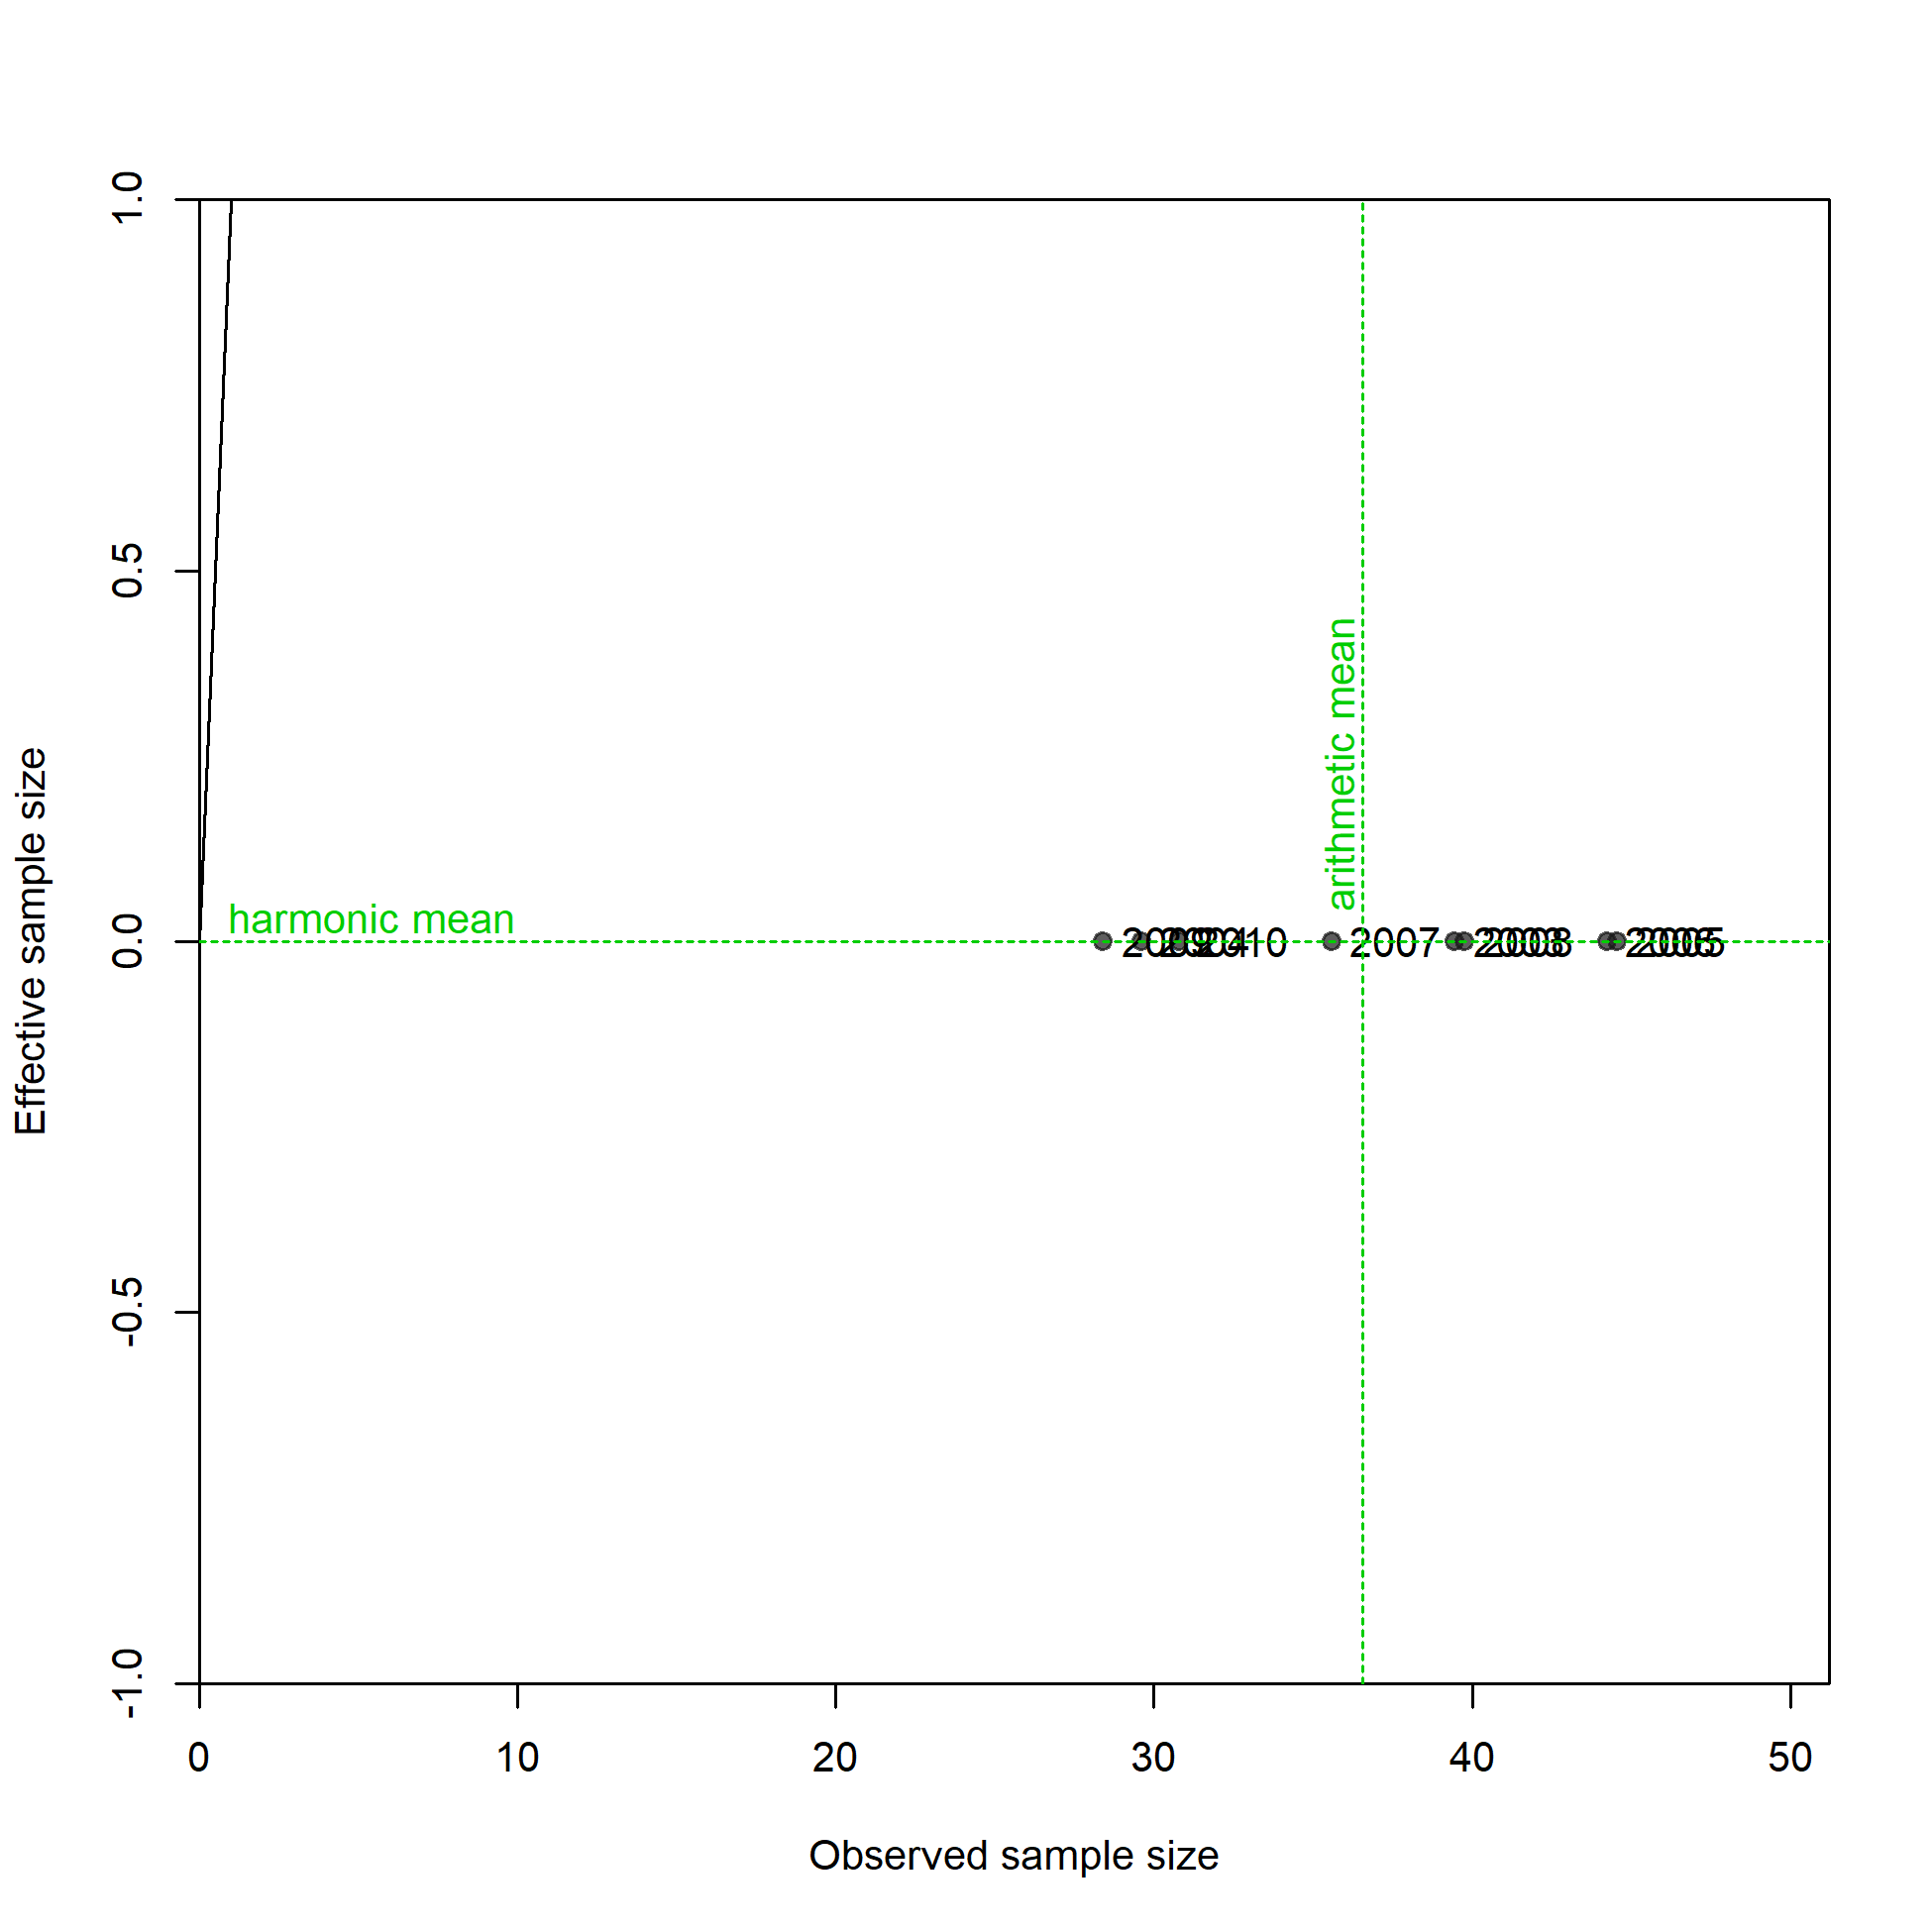 1.0
0.5
0.0
-0.5
-1.0
Effective sample size
arithmetic mean
harmonic mean
2007
0 10 20 30 40 50
Observed sample size